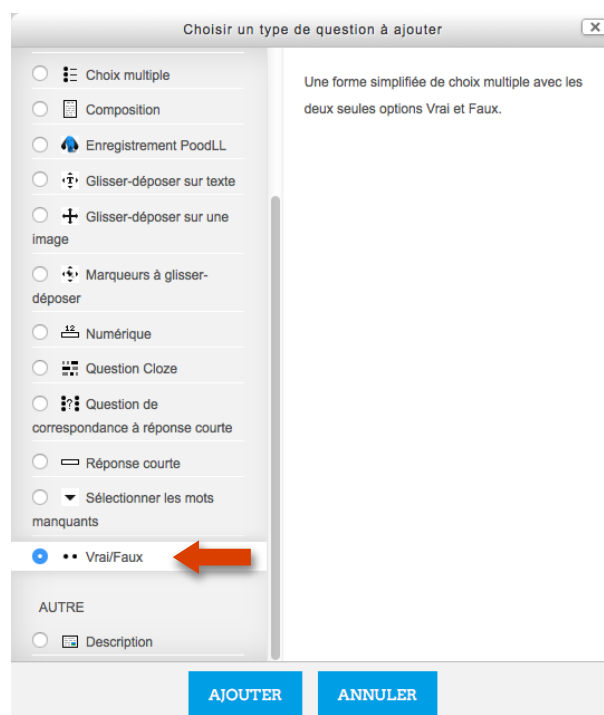 Choisir un type de question à ajouter
Choix multiple
Composition
Enregistrement PoodLL
Glisser-déposer sur texte
Glisser-déposer sur une
image
Marqueurs à glisser-
déposer
12
Numérique
Question Cloze
Question de
correspondance à réponse courte
Réponse courte
Sélectionner les mots
manquants
Vrai/Faux
AUTRE
Description
Une forme simplifiée de choix multiple avec les
deux seules options Vrai et Faux.
AJOUTER
ANNULER